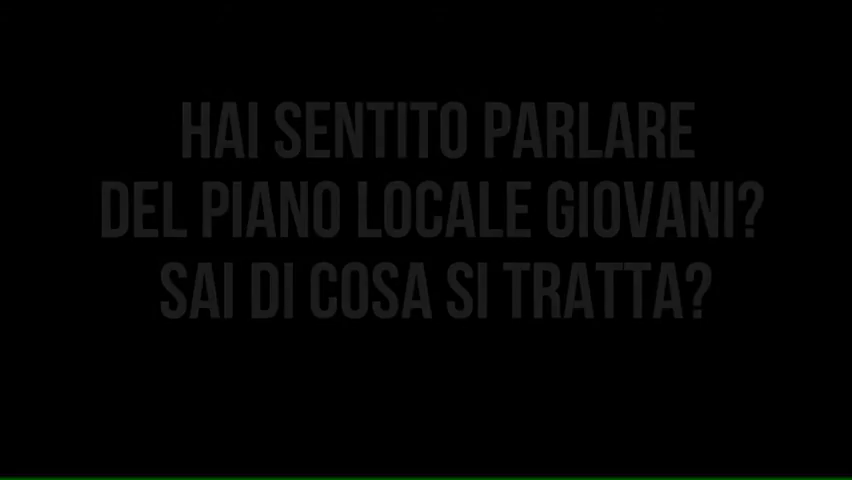 HAI SENTITO PARLARE
DEL PIANO LOCALE GIOVANI?
SAI DI COSA SI TRATTA?